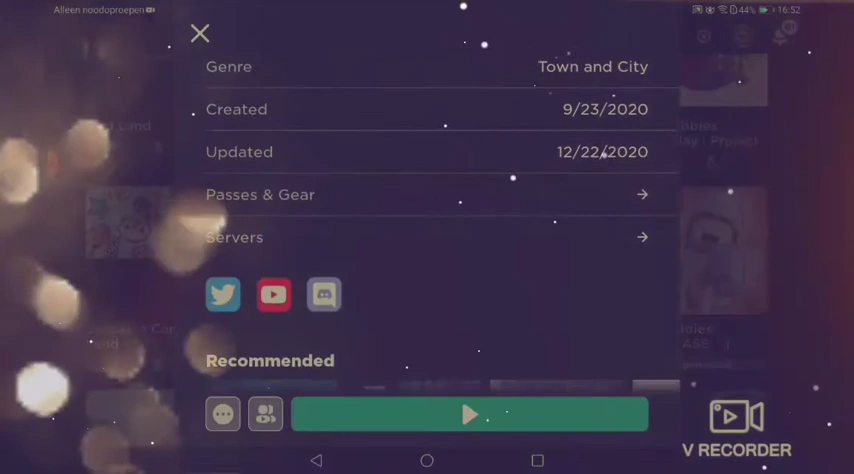 Alleen noodoproepen
44% 16:52
Genre Town and City
Created 9/23/2020
Updated 12/22/2020
Passes & Gear
Servers
Recommended
V RECORDER